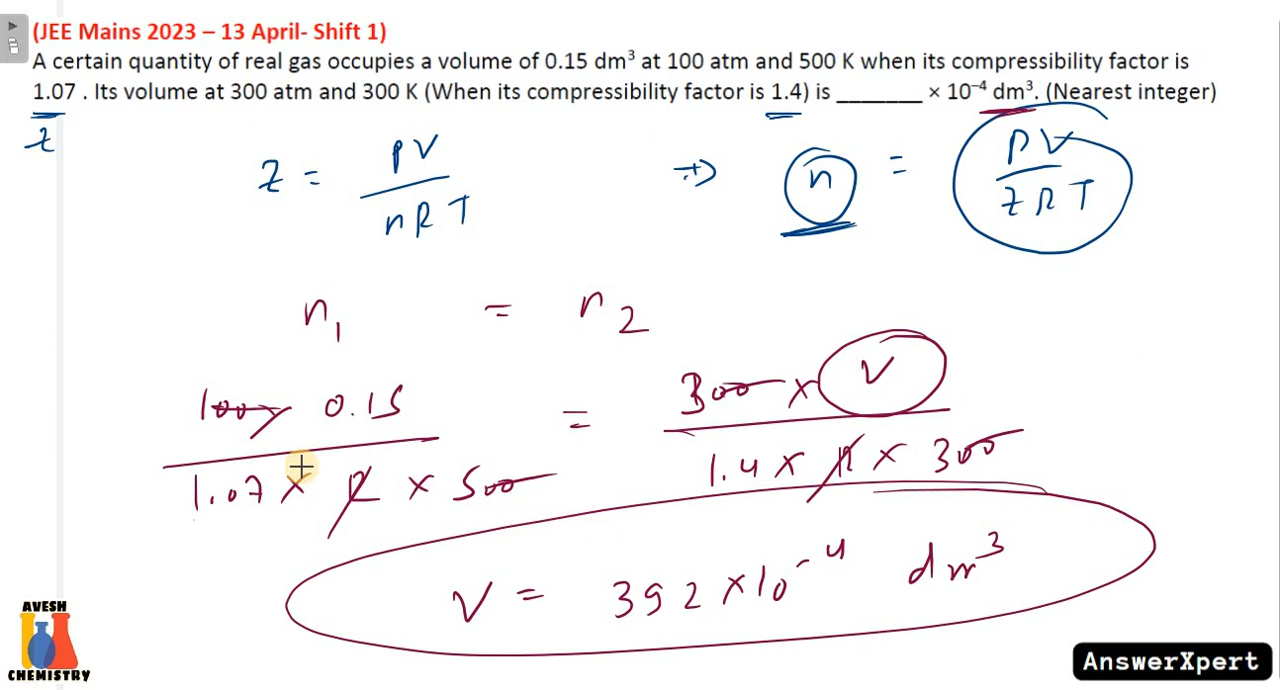 (JEE Mains 2023 – 13 April- Shift 1)
A certain quantity of real gas occupies a volume of 0.15 dm³ at 100 atm and 500 K when its compressibility factor is
1.07 . Its volume at 300 atm and 300 K (When its compressibility factor is 1.4) is ________ × 10⁻⁴ dm³. (Nearest integer)
Z
Z = PV / nRT ⇒ n = PV / ZRT
n₁ = n₂
100 × 0.15 / 1.07 × R × 500 = 300 × V / 1.4 × R × 300
V = 392 × 10⁻⁴ dm³
AVESH
CHEMISTRY
AnswerXpert